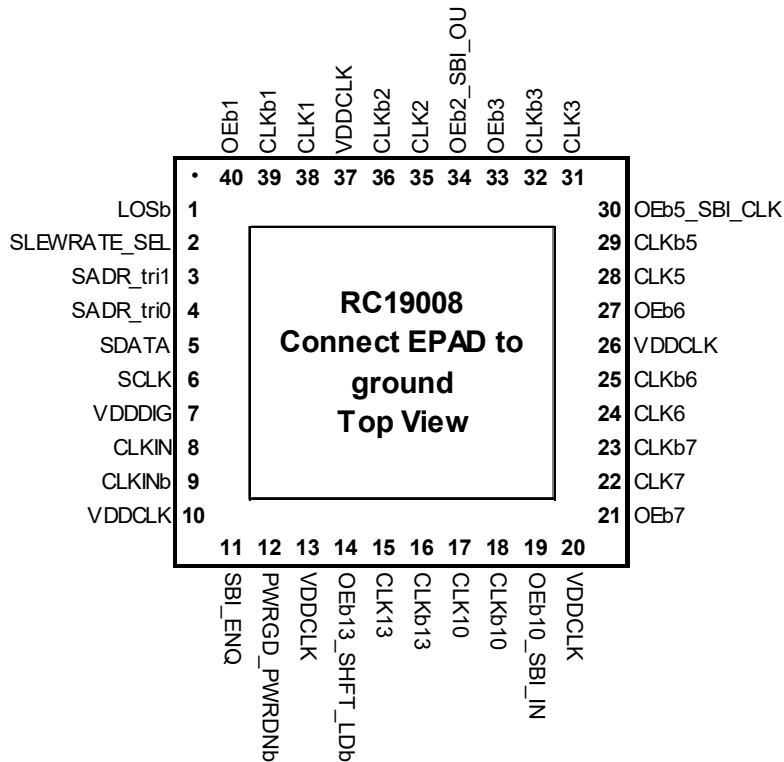 OEb1
CLKb1
CLK1
VDDCLK
CLKb2
CLK2
OEb2_SBI_OU
OEb3
CLKb3
CLK3
40 39 38 37 36 35 34 33 32 31
LOSb 1
SLEWRATE_SEL 2
SADR_tri1 3
SADR_tri0 4
SDATA 5
SCLK 6
VDDDIG 7
CLKIN 8
CLKINb 9
VDDCLK 10
RC19008
Connect EPAD to
ground
Top View
30 OEb5_SBI_CLK
29 CLKb5
28 CLK5
27 OEb6
26 VDDCLK
25 CLKb6
24 CLK6
23 CLKb7
22 CLK7
21 OEb7
11 12 13 14 15 16 17 18 19 20
SBI_ENQ
PWRGD_PWRDNb
VDDCLK
OEb13_SHFT_LDb
CLK13
CLKb13
CLK10
CLKb10
OEb10_SBI_IN
VDDCLK